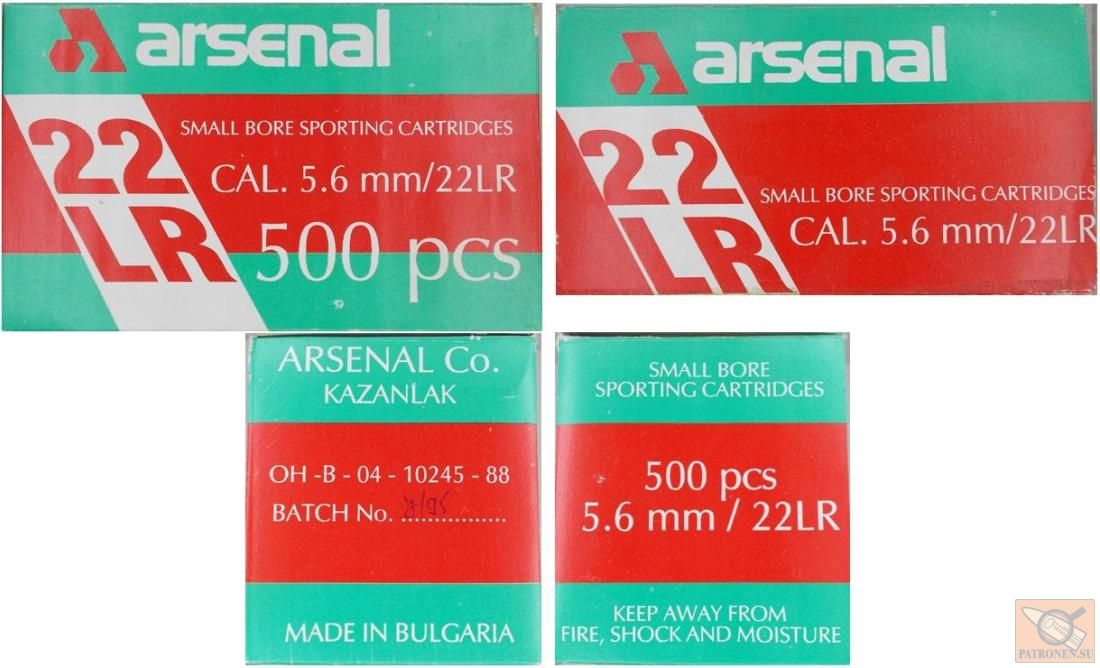 arsenal
22
LR
SMALL BORE SPORTING CARTRIDGES
CAL. 5.6 mm/22LR
500 pcs
arsenal
22
LR
SMALL BORE SPORTING CARTRIDGES
CAL. 5.6 mm/22LR
ARSENAL Co.
KAZANLAK
OH -B - 04 - 10245 - 88
BATCH No. ................
MADE IN BULGARIA
SMALL BORE
SPORTING CARTRIDGES
500 pcs
5.6 mm / 22LR
KEEP AWAY FROM
FIRE, SHOCK AND MOISTURE
PATRONEN.SU